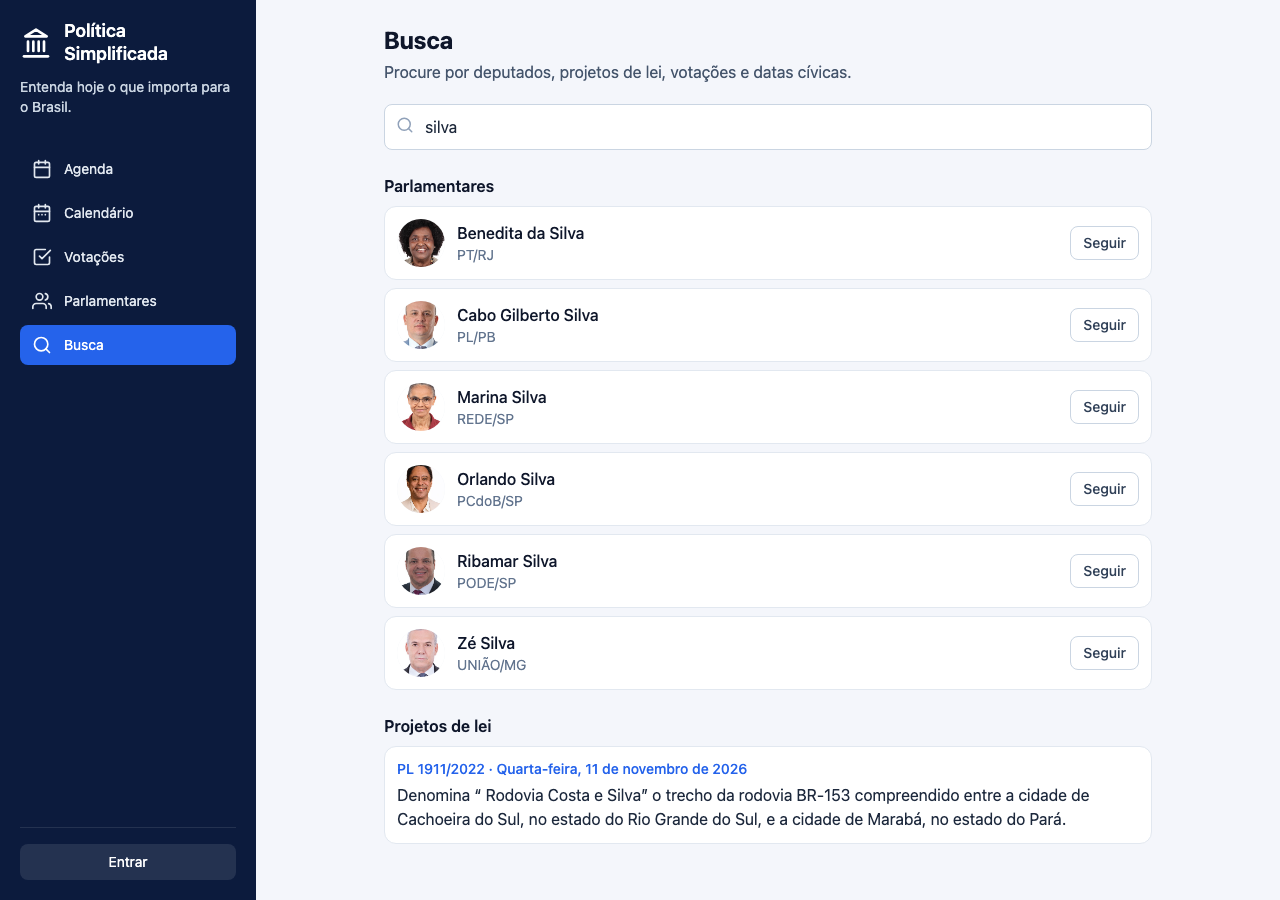 Política
Simplificada
Entenda hoje o que importa para
o Brasil.
Agenda
Calendário
Votações
Parlamentares
Busca
Entrar
Busca
Procure por deputados, projetos de lei, votações e datas cívicas.
silva
Parlamentares
Benedita da Silva
PT/RJ
Seguir
Cabo Gilberto Silva
PL/PB
Seguir
Marina Silva
REDE/SP
Seguir
Orlando Silva
PCdoB/SP
Seguir
Ribamar Silva
PODE/SP
Seguir
Zé Silva
UNIÃO/MG
Seguir
Projetos de lei
PL 1911/2022 · Quarta-feira, 11 de novembro de 2026
Denomina “ Rodovia Costa e Silva” o trecho da rodovia BR-153 compreendido entre a cidade de
Cachoeira do Sul, no estado do Rio Grande do Sul, e a cidade de Marabá, no estado do Pará.